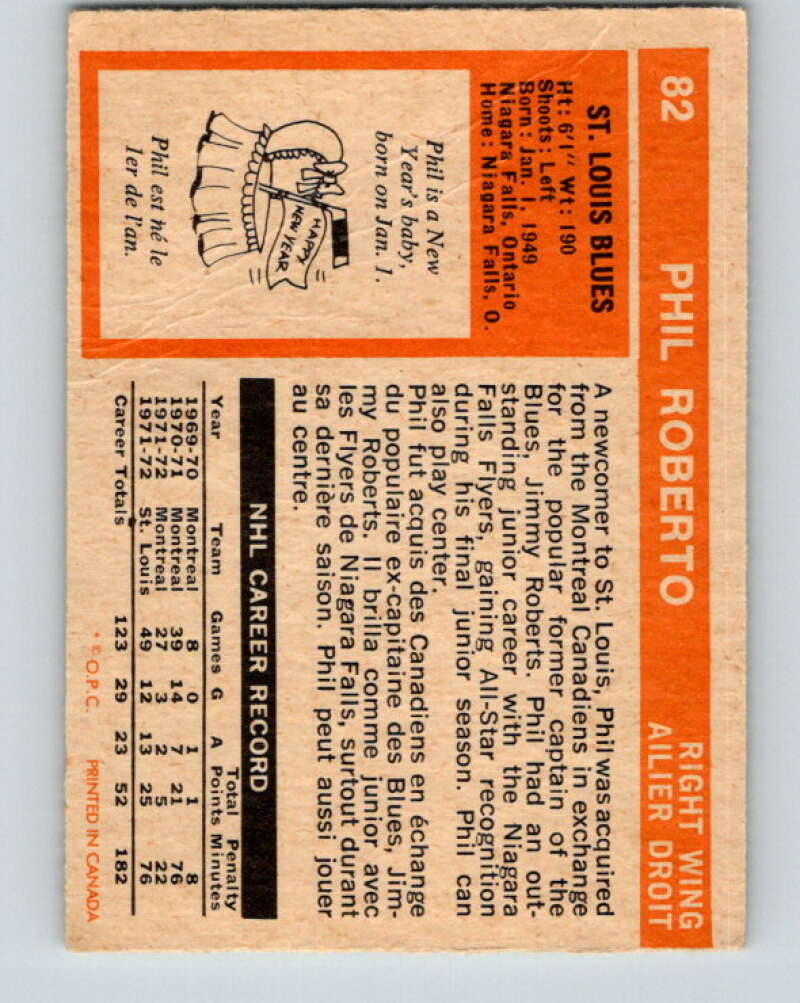 82 PHIL ROBERTO RIGHT WING
AILIER DROIT
ST. LOUIS BLUES
Ht: 6'1" Wt: 190
Shoots: Left
Born: Jan. 1, 1949
Niagara Falls, Ontario
Home: Niagara Falls, O.
Phil is a New
Year's baby,
born on Jan. 1.
HAPPY
NEW YEAR
Phil est né le
1er de l'an.
A newcomer to St. Louis, Phil was acquired
from the Montreal Canadiens in exchange
for the popular former captain of the
Blues, Jimmy Roberts. Phil had an out-
standing junior career with the Niagara
Falls Flyers, gaining All-Star recognition
during his final junior season. Phil can
also play center.
Phil fut acquis des Canadiens en échange
du populaire ex-capitaine des Blues, Jim-
my Roberts. Il brilla comme junior avec
les Flyers de Niagara Falls, surtout durant
sa dernière saison. Phil peut aussi jouer
au centre.
NHL CAREER RECORD
Total Penalty
Year Team Games G A Points Minutes
1969-70 Montreal 8 0 1 1 8
1970-71 Montreal 39 14 7 21 76
1971-72 Montreal 27 3 2 5 22
1971-72 St. Louis 49 12 13 25 76
Career Totals 123 29 23 52 182
* © O.P.C. PRINTED IN CANADA